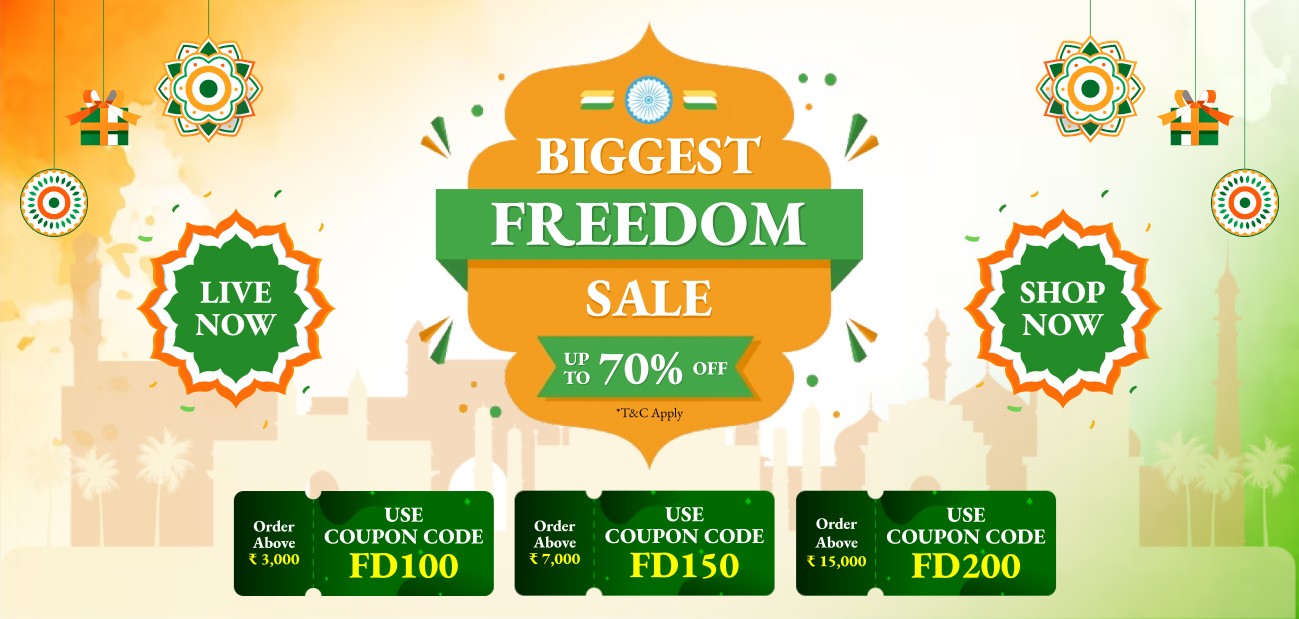 BIGGEST
FREEDOM
SALE
UP TO 70% OFF
*T&C Apply
LIVE
NOW
SHOP
NOW
Order
Above
₹ 3,000
USE
COUPON CODE
FD100
Order
Above
₹ 7,000
USE
COUPON CODE
FD150
Order
Above
₹ 15,000
USE
COUPON CODE
FD200